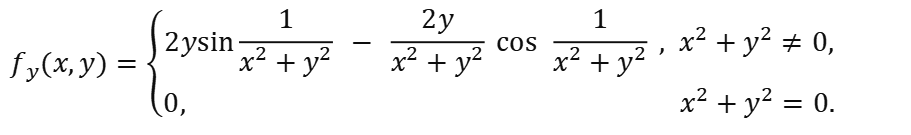 f_y(x, y) = { 2y sin 1/(x² + y²) − 2y/(x² + y²) cos 1/(x² + y²) , x² + y² ≠ 0,
0, x² + y² = 0.